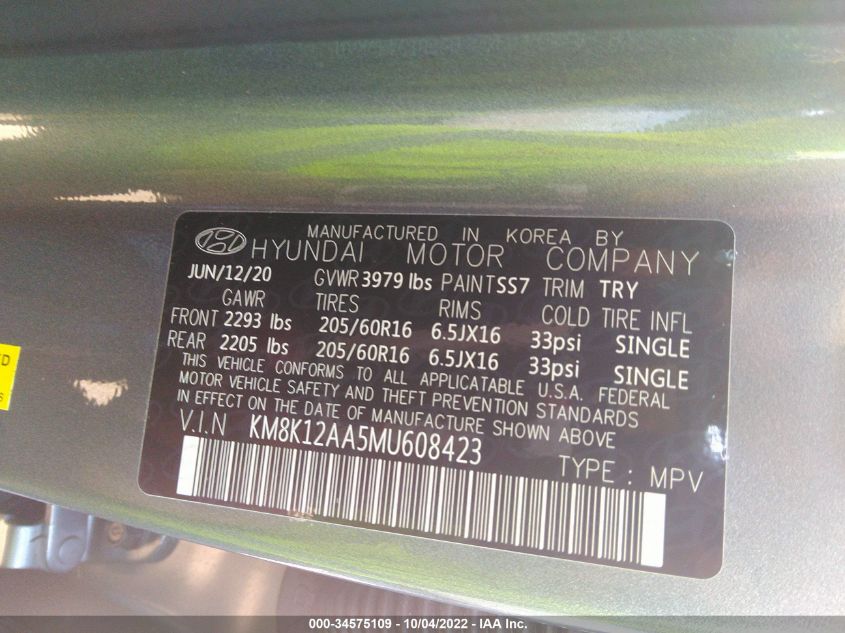 MANUFACTURED IN KOREA BY
HYUNDAI MOTOR COMPANY
JUN/12/20 GVWR 3979 lbs PAINT SS7 TRIM TRY
GAWR TIRES RIMS COLD TIRE INFL
FRONT 2293 lbs 205/60R16 6.5JX16 33psi SINGLE
REAR 2205 lbs 205/60R16 6.5JX16 33psi SINGLE
THIS VEHICLE CONFORMS TO ALL APPLICATABLE U.S.A. FEDERAL
MOTOR VEHICLE SAFETY AND THEFT PREVENTION STANDARDS
IN EFFECT ON THE DATE OF MANUFACTURE SHOWN ABOVE
V.I.N KM8K12AA5MU608423
TYPE : MPV
000-34575109 - 10/04/2022 - IAA Inc.